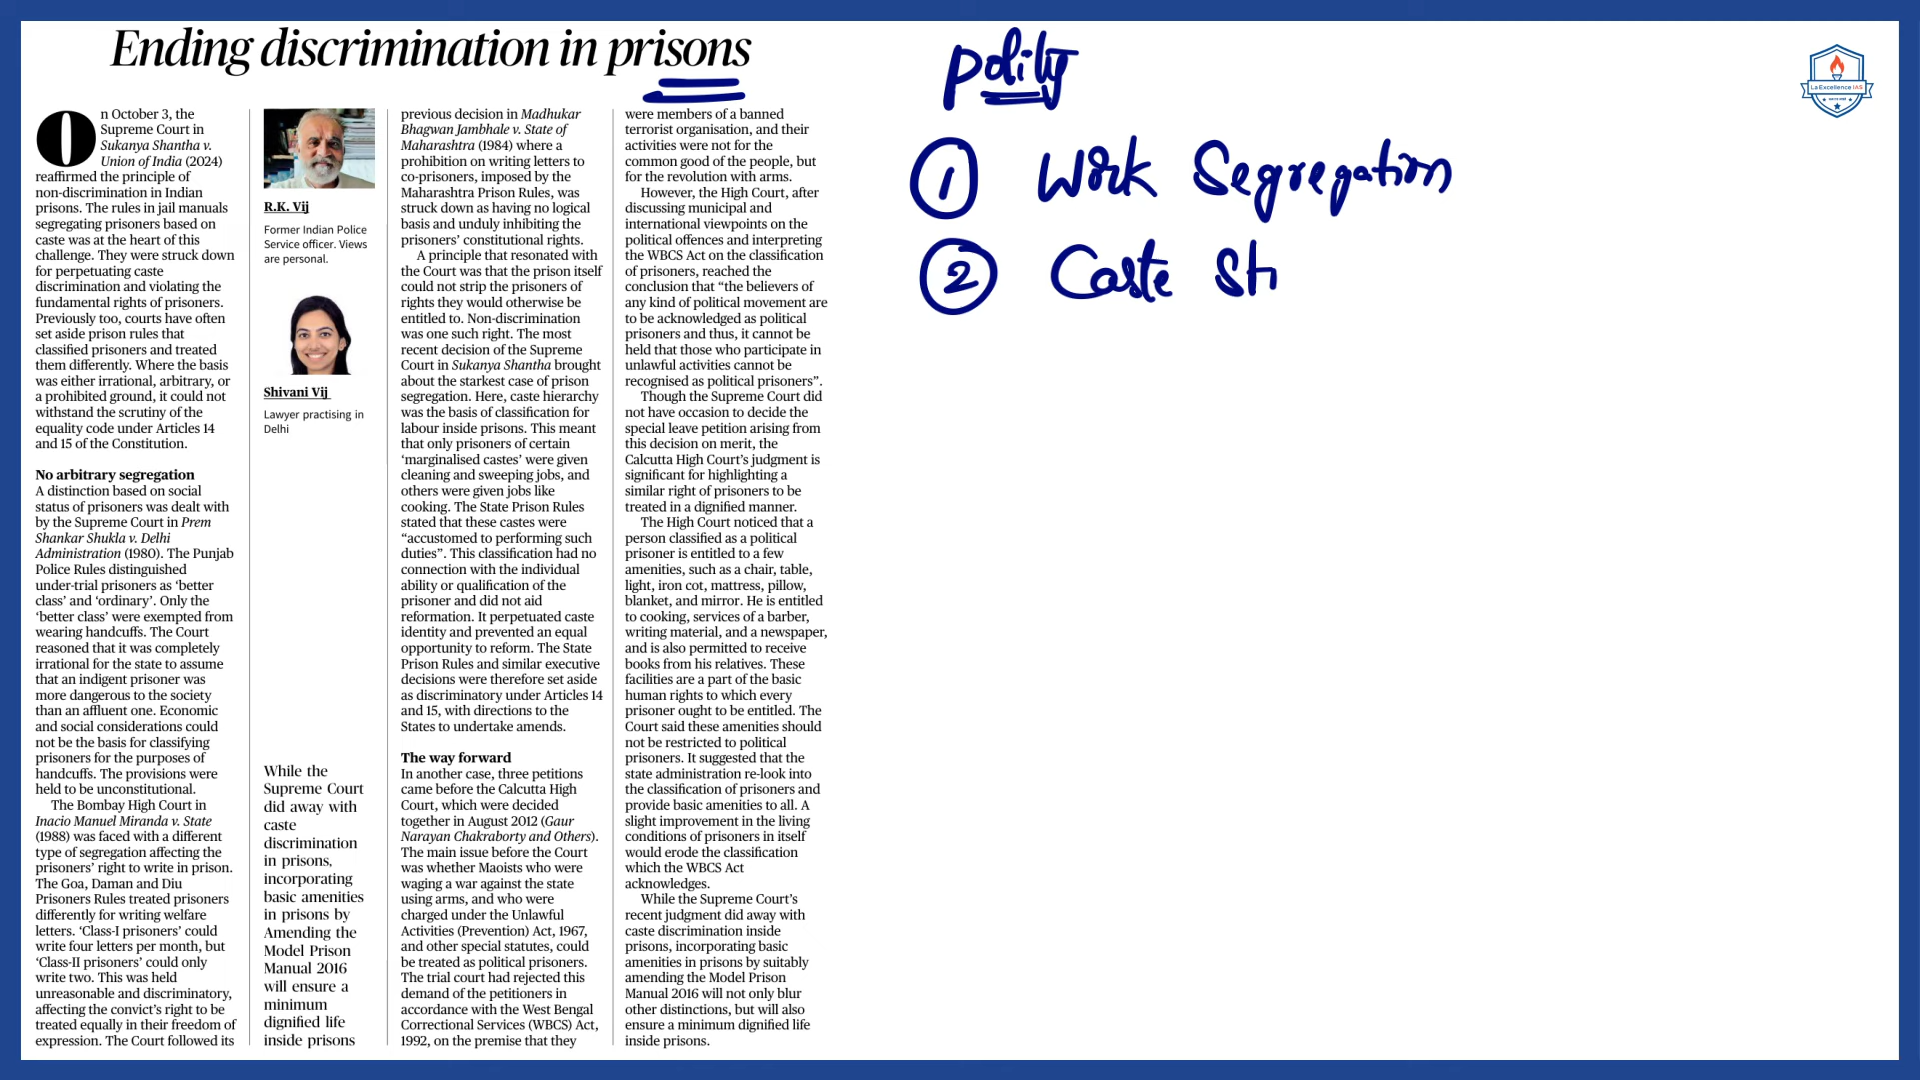 Ending discrimination in prisons
On October 3, the
Supreme Court in
Sukanya Shantha v.
Union of India (2024)
reaffirmed the principle of
non-discrimination in Indian
prisons. The rules in jail manuals
segregating prisoners based on
caste was at the heart of this
challenge. They were struck down
for perpetuating caste
discrimination and violating the
fundamental rights of prisoners.
Previously too, courts have often
set aside prison rules that
classified prisoners and treated
them differently. Where the basis
was either irrational, arbitrary, or
a prohibited ground, it could not
withstand the scrutiny of the
equality code under Articles 14
and 15 of the Constitution.
No arbitrary segregation
A distinction based on social
status of prisoners was dealt with
by the Supreme Court in Prem
Shankar Shukla v. Delhi
Administration (1980). The Punjab
Police Rules distinguished
under-trial prisoners as ‘better
class’ and ‘ordinary’. Only the
‘better class’ were exempted from
wearing handcuffs. The Court
reasoned that it was completely
irrational for the state to assume
that an indigent prisoner was
more dangerous to the society
than an affluent one. Economic
and social considerations could
not be the basis for classifying
prisoners for the purposes of
handcuffs. The provisions were
held to be unconstitutional.
The Bombay High Court in
Inacio Manuel Miranda v. State
(1988) was faced with a different
type of segregation affecting the
prisoners’ right to write in prison.
The Goa, Daman and Diu
Prisoners Rules treated prisoners
differently for writing welfare
letters. ‘Class-I prisoners’ could
write four letters per month, but
‘Class-II prisoners’ could only
write two. This was held
unreasonable and discriminatory,
affecting the convict’s right to be
treated equally in their freedom of
expression. The Court followed its
R.K. Vij
Former Indian Police
Service officer. Views
are personal.
Shivani Vij
Lawyer practising in
Delhi
While the
Supreme Court
did away with
caste
discrimination
in prisons,
incorporating
basic amenities
in prisons by
Amending the
Model Prison
Manual 2016
will ensure a
minimum
dignified life
inside prisons
previous decision in Madhukar
Bhagwan Jambhale v. State of
Maharashtra (1984) where a
prohibition on writing letters to
co-prisoners, imposed by the
Maharashtra Prison Rules, was
struck down as having no logical
basis and unduly inhibiting the
prisoners’ constitutional rights.
A principle that resonated with
the Court was that the prison itself
could not strip the prisoners of
rights they would otherwise be
entitled to. Non-discrimination
was one such right. The most
recent decision of the Supreme
Court in Sukanya Shantha brought
about the starkest case of prison
segregation. Here, caste hierarchy
was the basis of classification for
labour inside prisons. This meant
that only prisoners of certain
‘marginalised castes’ were given
cleaning and sweeping jobs, and
others were given jobs like
cooking. The State Prison Rules
stated that these castes were
“accustomed to performing such
duties”. This classification had no
connection with the individual
ability or qualification of the
prisoner and did not aid
reformation. It perpetuated caste
identity and prevented an equal
opportunity to reform. The State
Prison Rules and similar executive
decisions were therefore set aside
as discriminatory under Articles 14
and 15, with directions to the
States to undertake amends.
The way forward
In another case, three petitions
came before the Calcutta High
Court, which were decided
together in August 2012 (Gaur
Narayan Chakraborty and Others).
The main issue before the Court
was whether Maoists who were
waging a war against the state
using arms, and who were
charged under the Unlawful
Activities (Prevention) Act, 1967,
and other special statutes, could
be treated as political prisoners.
The trial court had rejected this
demand of the petitioners in
accordance with the West Bengal
Correctional Services (WBCS) Act,
1992, on the premise that they
were members of a banned
terrorist organisation, and their
activities were not for the
common good of the people, but
for the revolution with arms.
However, the High Court, after
discussing municipal and
international viewpoints on the
political offences and interpreting
the WBCS Act on the classification
of prisoners, reached the
conclusion that “the believers of
any kind of political movement are
to be acknowledged as political
prisoners and thus, it cannot be
held that those who participate in
unlawful activities cannot be
recognised as political prisoners”.
Though the Supreme Court did
not have occasion to decide the
special leave petition arising from
this decision on merit, the
Calcutta High Court’s judgment is
significant for highlighting a
similar right of prisoners to be
treated in a dignified manner.
The High Court noticed that a
person classified as a political
prisoner is entitled to a few
amenities, such as a chair, table,
light, iron cot, mattress, pillow,
blanket, and mirror. He is entitled
to cooking, services of a barber,
writing material, and a newspaper,
and is also permitted to receive
books from his relatives. These
facilities are a part of the basic
human rights to which every
prisoner ought to be entitled. The
Court said these amenities should
not be restricted to political
prisoners. It suggested that the
state administration re-look into
the classification of prisoners and
provide basic amenities to all. A
slight improvement in the living
conditions of prisoners in itself
would erode the classification
which the WBCS Act
acknowledges.
While the Supreme Court’s
recent judgment did away with
caste discrimination inside
prisons, incorporating basic
amenities in prisons by suitably
amending the Model Prison
Manual 2016 will not only blur
other distinctions, but will also
ensure a minimum dignified life
inside prisons.
Polity
1 Work Segregation
2 Caste St
La Excellence IAS